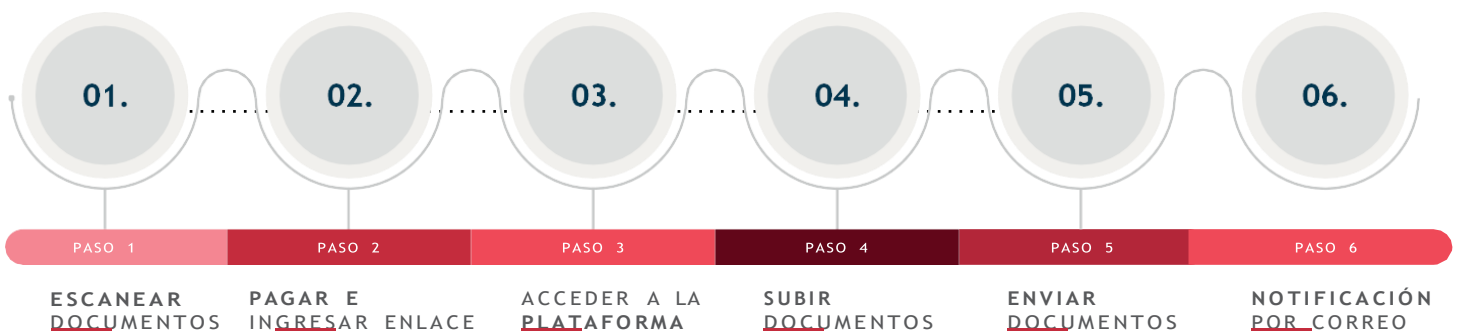 01. 02. 03. 04. 05. 06.
PASO 1 PASO 2 PASO 3 PASO 4 PASO 5 PASO 6
ESCANEAR
DOCUMENTOS
PAGAR E
INGRESAR ENLACE
ACCEDER A LA
PLATAFORMA
SUBIR
DOCUMENTOS
ENVIAR
DOCUMENTOS
NOTIFICACIÓN
POR CORREO